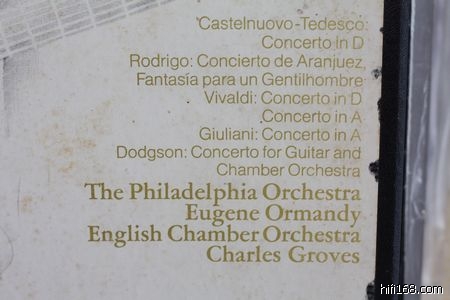 Castelnuovo-Tedesco:
Concerto In D
Rodrigo: Concierto de Aranjuez,
Fantasía para un Gentilhombre
Vivaldi: Concerto in D
Concerto in A
Giuliani: Concerto in A
Dodgson: Concerto for Guitar and
Chamber Orchestra
The Philadelphia Orchestra
Eugene Ormandy
English Chamber Orchestra
Charles Groves
hifi168.com